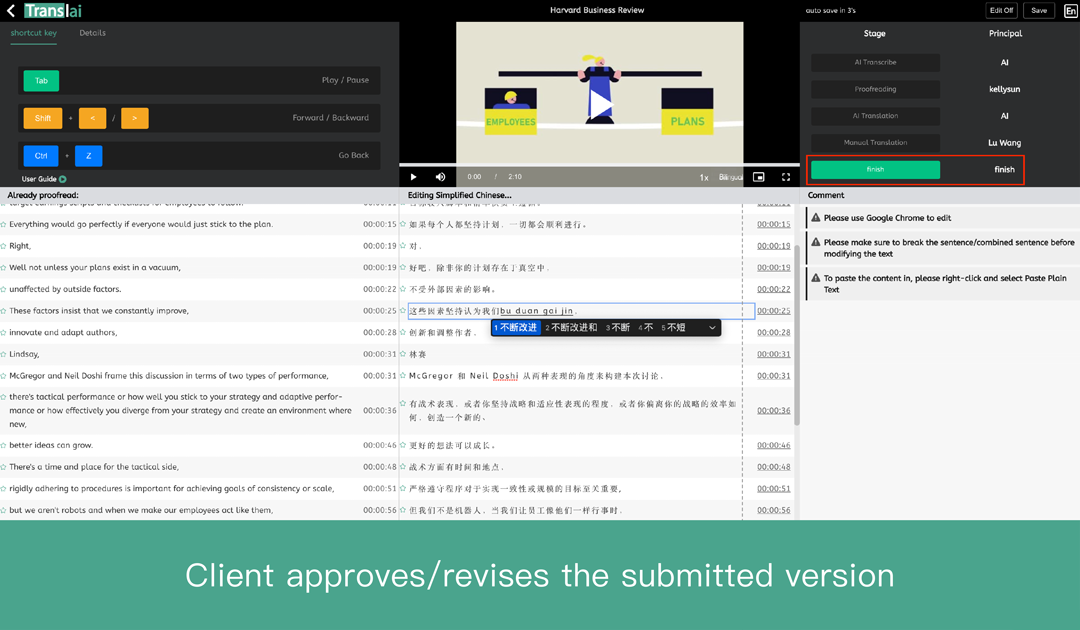 Translai
Harvard Business Review
auto save in 3's
Edit Off
Save
En
shortcut key
Details
Tab
Play / Pause
Shift + < / >
Forward / Backward
Ctrl + Z
Go Back
User Guide
EMPLOYEES
PLANS
0:00 / 2:10
1x
Stage
Principal
AI Transcribe
AI
Proofreading
kellysun
AI Translation
AI
Manual Translation
Lu Wang
finish
finish
Already proofread:
Editing Simplified Chinese...
Comment
Everything would go perfectly if everyone would just stick to the plan.
00:00:15
如果每个人都坚持计划，一切都会顺利进行。
00:00:15
Right,
00:00:19
对，
00:00:19
Well not unless your plans exist in a vacuum,
00:00:19
好吧，除非你的计划存在于真空中，
00:00:19
unaffected by outside factors.
00:00:22
不受外部因素的影响。
00:00:22
These factors insist that we constantly improve,
00:00:25
这些因素坚持认为我们bu duan gai jin，
00:00:25
1 不断改进 2 不断改进和 3 不断 4 不 5 不短
innovate and adapt authors,
00:00:28
创新和调整作者，
00:00:28
Lindsay,
00:00:31
林赛
00:00:31
McGregor and Neil Doshi frame this discussion in terms of two types of performance,
00:00:31
McGregor 和 Neil Doshi 从两种表现的角度来构建本次讨论，
00:00:31
there's tactical performance or how well you stick to your strategy and adaptive perfor-
mance or how effectively you diverge from your strategy and create an environment where
new,
00:00:36
有战术表现，或者你坚持战略和适应性表现的程度，或者你偏离你的战略的效率如
何，创造一个新的。
00:00:36
better ideas can grow.
00:00:46
更好的想法可以成长。
00:00:46
There's a time and place for the tactical side,
00:00:48
战术方面有时间和地点，
00:00:48
rigidly adhering to procedures is important for achieving goals of consistency or scale,
00:00:51
严格遵守程序对于实现一致性或规模的目标至关重要，
00:00:51
but we aren't robots and when we make our employees act like them,
00:00:56
但我们不是机器人，当我们让员工像他们一样行事时，
00:00:56
Please use Google Chrome to edit
Please make sure to break the sentence/combined sentence before
modifying the text
To paste the content in, please right-click and select Paste Plain
Text
Client approves/revises the submitted version